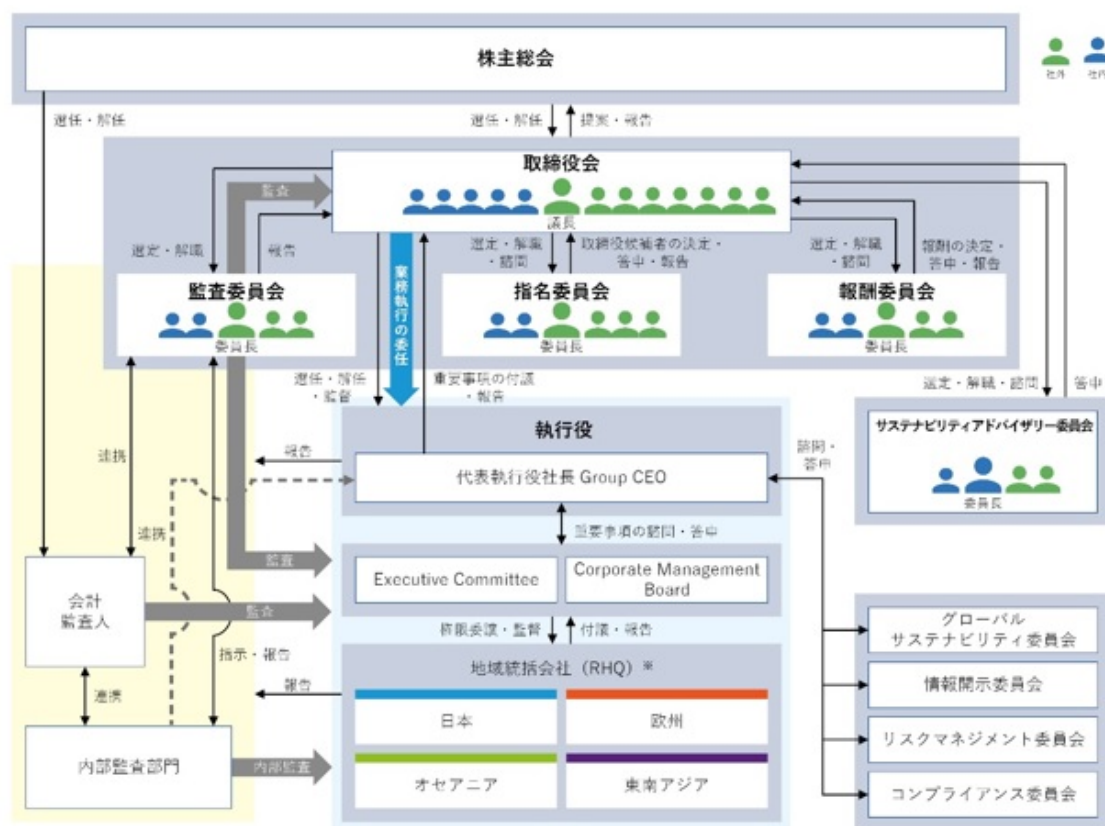 株主総会
社外
社内
選任・解任
選任・解任
提案・報告
取締役会
議長
監査
選定・解職
報告
選定・解職
・諮問
取締役候補者の決定・
答申・報告
選定・解職
・諮問
報酬の決定・
答申・報告
監査委員会
委員長
業務執行の委任
指名委員会
委員長
報酬委員会
委員長
選任・解任
・監督
重要事項の付議
・報告
選定・解職・諮問
答申
執行役
サステナビリティアドバイザリー委員会
委員長
連携
報告
代表執行役社長 Group CEO
諮問・
答申
連携
重要事項の諮問・答申
監査
Executive Committee
Corporate Management
Board
会計
監査人
監査
権限委譲・監督
付議・報告
グローバル
サステナビリティ委員会
指示・報告
地域統括会社（RHQ）※
報告
連携
日本
欧州
情報開示委員会
リスクマネジメント委員会
内部監査部門
内部監査
オセアニア
東南アジア
コンプライアンス委員会